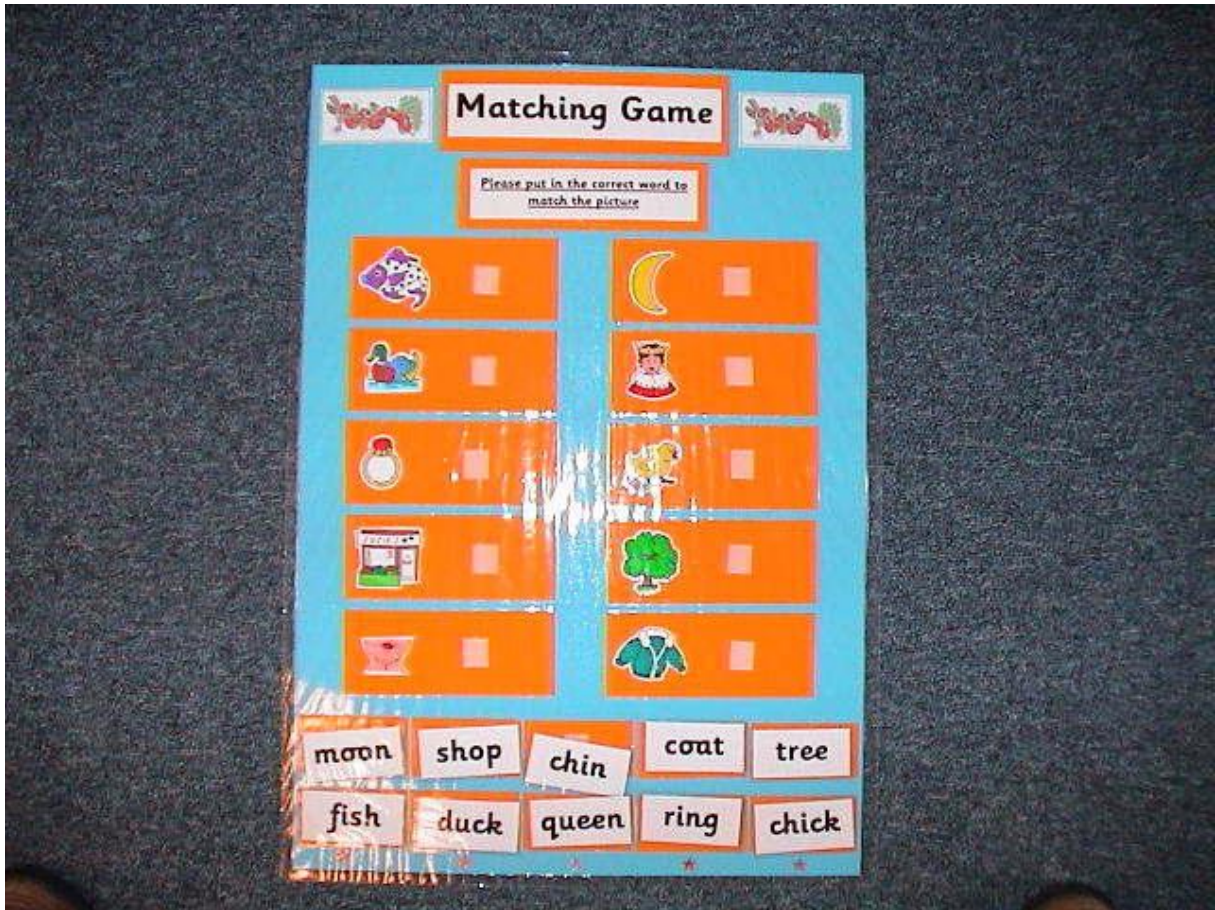 Matching Game
Please put in the correct word to
match the picture
moon shop chin coat tree
fish duck queen ring chick